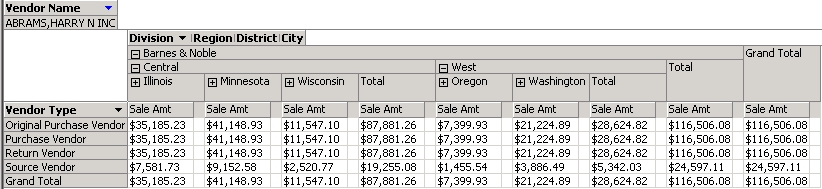 Vendor Name
ABRAMS,HARRY N INC
Division Region District City
Barnes & Noble Grand Total
Central West Total
Illinois Minnesota Wisconsin Total Oregon Washington Total
Vendor Type Sale Amt Sale Amt Sale Amt Sale Amt Sale Amt Sale Amt Sale Amt Sale Amt Sale Amt
Original Purchase Vendor $35,185.23 $41,148.93 $11,547.10 $87,881.26 $7,399.93 $21,224.89 $28,624.82 $116,506.08 $116,506.08
Purchase Vendor $35,185.23 $41,148.93 $11,547.10 $87,881.26 $7,399.93 $21,224.89 $28,624.82 $116,506.08 $116,506.08
Return Vendor $35,185.23 $41,148.93 $11,547.10 $87,881.26 $7,399.93 $21,224.89 $28,624.82 $116,506.08 $116,506.08
Source Vendor $7,581.73 $9,152.58 $2,520.77 $19,255.08 $1,455.54 $3,886.49 $5,342.03 $24,597.11 $24,597.11
Grand Total $35,185.23 $41,148.93 $11,547.10 $87,881.26 $7,399.93 $21,224.89 $28,624.82 $116,506.08 $116,506.08